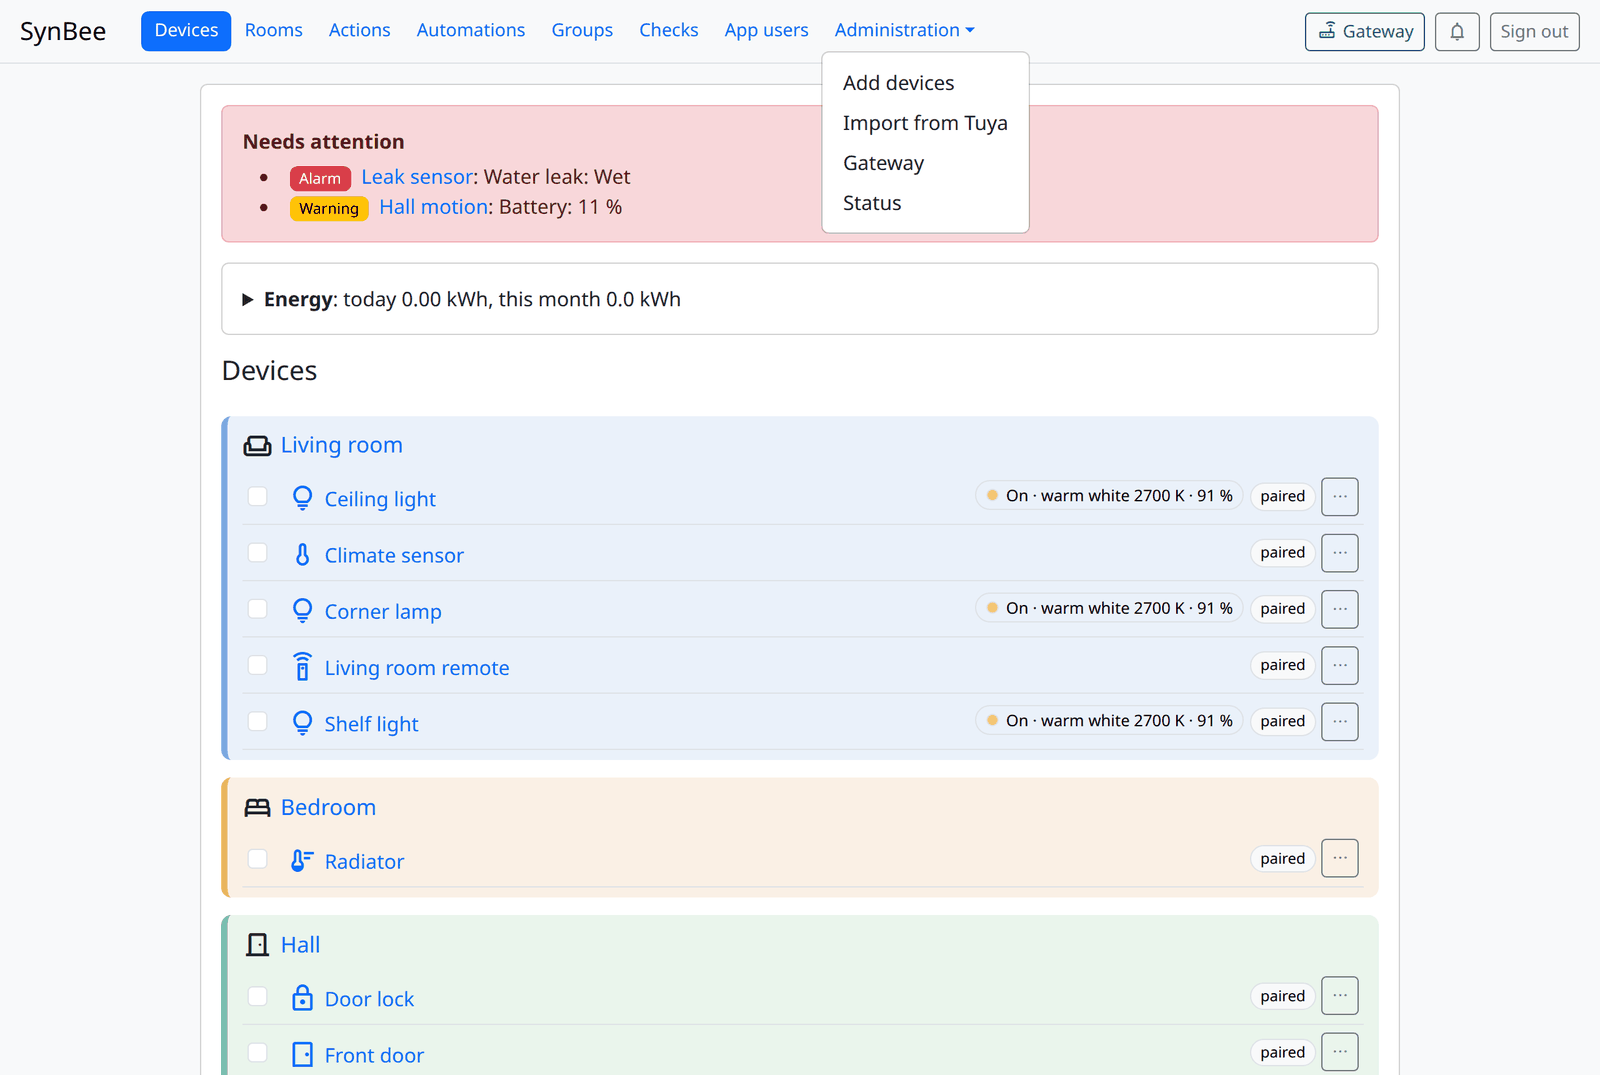 SynBee
Devices
Rooms
Actions
Automations
Groups
Checks
App users
Administration
Gateway
Sign out
Add devices
Import from Tuya
Gateway
Status
Needs attention
Alarm Leak sensor: Water leak: Wet
Warning Hall motion: Battery: 11 %
Energy: today 0.00 kWh, this month 0.0 kWh
Devices
Living room
Ceiling light On · warm white 2700 K · 91 % paired ...
Climate sensor paired ...
Corner lamp On · warm white 2700 K · 91 % paired ...
Living room remote paired ...
Shelf light On · warm white 2700 K · 91 % paired ...
Bedroom
Radiator paired ...
Hall
Door lock paired ...
Front door paired ...